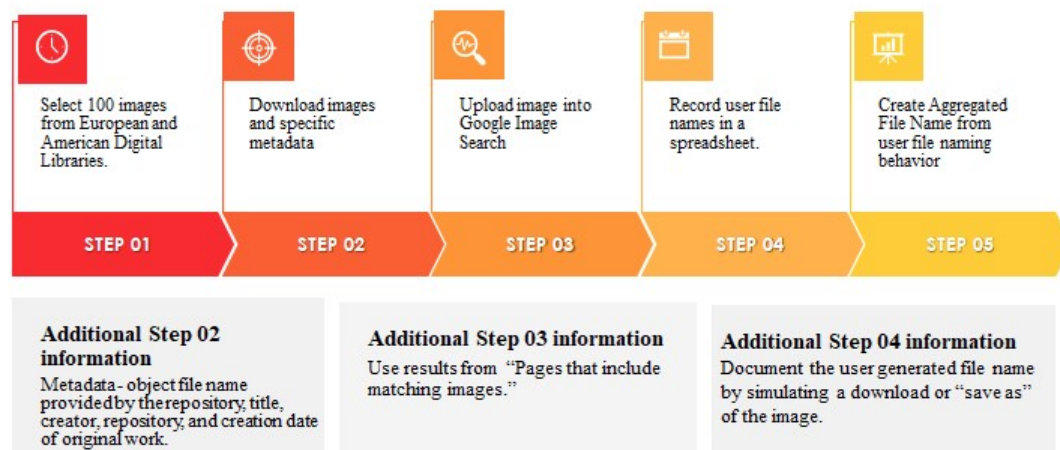 Select 100 images
from European and
American Digital
Libraries.
Download images
and specific
metadata
Upload image into
Google Image
Search
Record user file
names in a
spreadsheet.
Create Aggregated
File Name from
user file naming
behavior
STEP 01
STEP 02
STEP 03
STEP 04
STEP 05
Additional Step 02
information
Metadata- object file name
provided by therepository, title,
creator, repository, and creation date
of original work.
Additional Step 03 information
Use results from “Pages that include
matching images.”
Additional Step 04 information
Document the user generated file name
by simulating a download or “save as”
of the image.